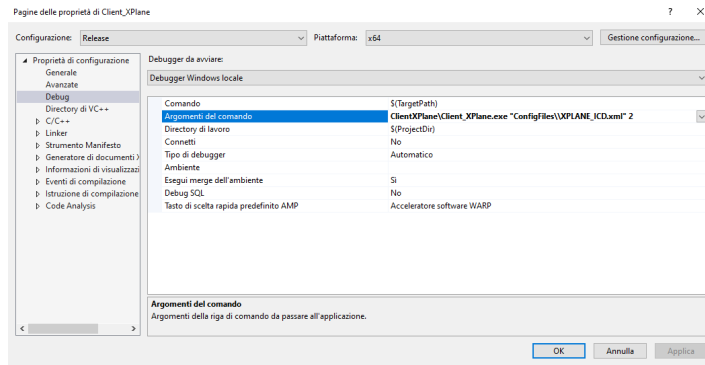 Pagine delle proprietà di Client_XPlane
? X
Configurazione: Release Piattaforma: x64 Gestione configurazione...
Proprietà di configurazione
Generale
Avanzate
Debug
Directory di VC++
C/C++
Linker
Strumento Manifesto
Generatore di documenti X
Informazioni di visualizzazi
Eventi di compilazione
Istruzione di compilazione
Code Analysis
Debugger da avviare:
Debugger Windows locale
Comando $(TargetPath)
Argomenti del comando ClientXPlane\Client_XPlane.exe "ConfigFiles\\XPLANE_ICD.xml" 2
Directory di lavoro $(ProjectDir)
Connetti No
Tipo di debugger Automatico
Ambiente
Esegui merge dell'ambiente Sì
Debug SQL No
Tasto di scelta rapida predefinito AMP Acceleratore software WARP
Argomenti del comando
Argomenti della riga di comando da passare all'applicazione.
OK Annulla Applica